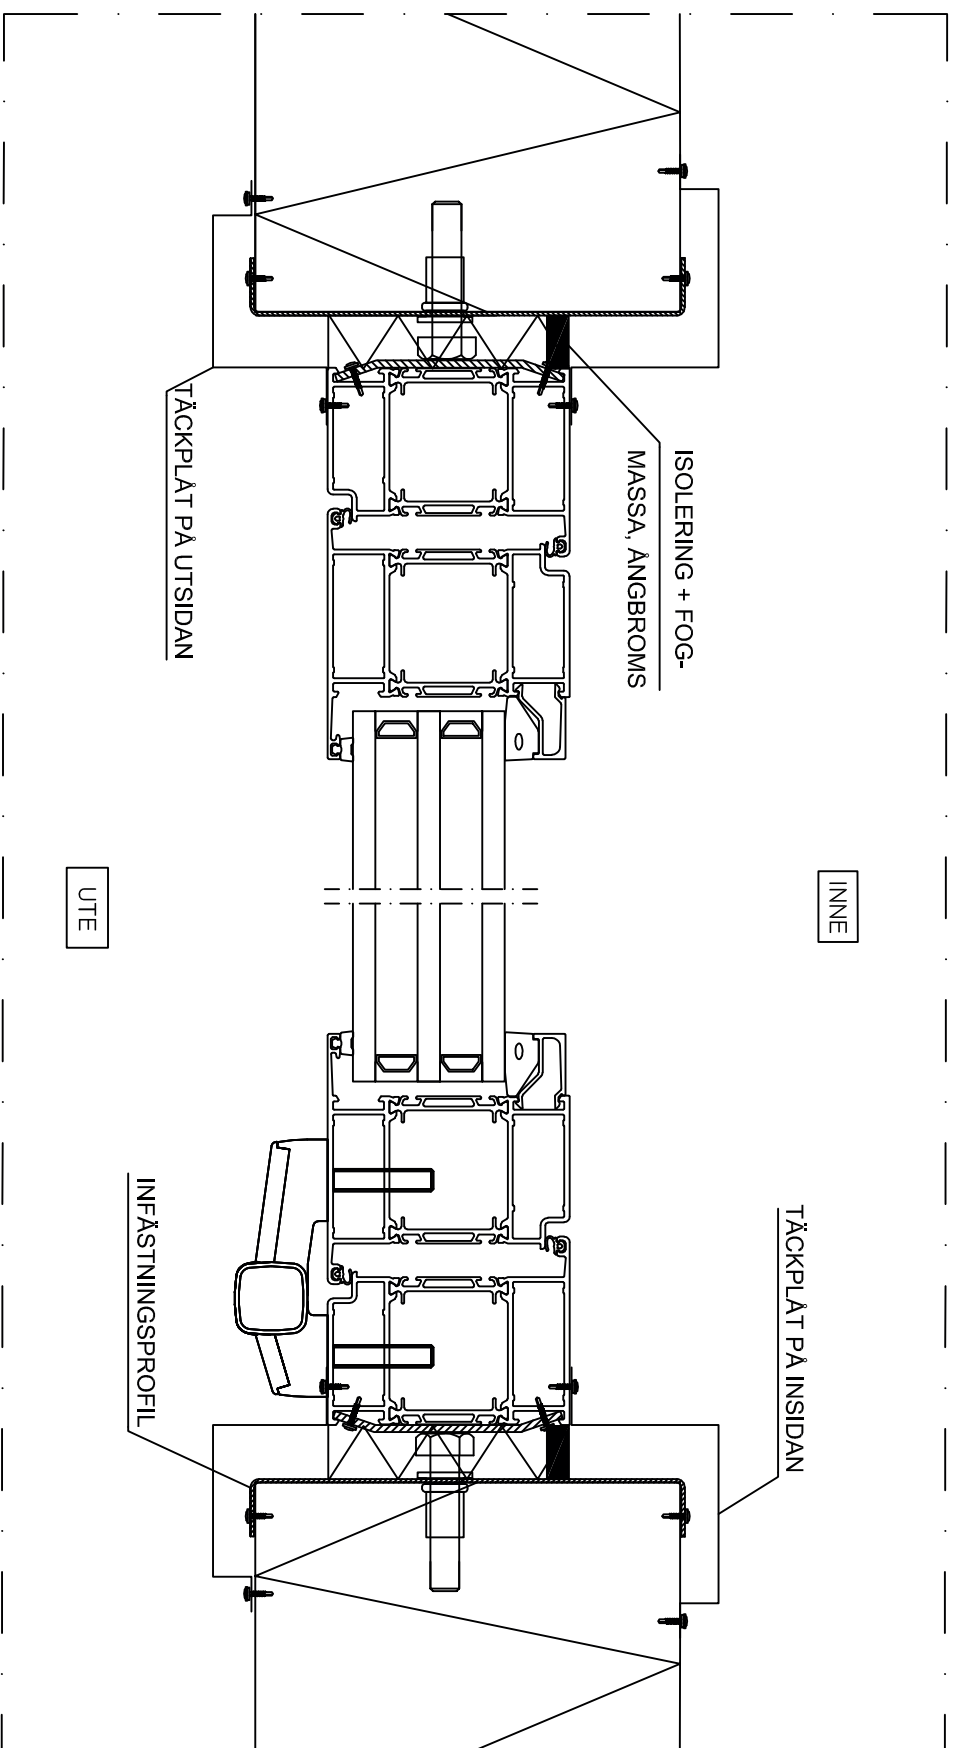 TÄCKPLÅT PÅ INSIDAN
INNE
ISOLERING + FOG-
MASSA, ÅNGBROMS
TÄCKPLÅT PÅ UTSIDAN
UTE
INFÄSTNINGSPROFIL